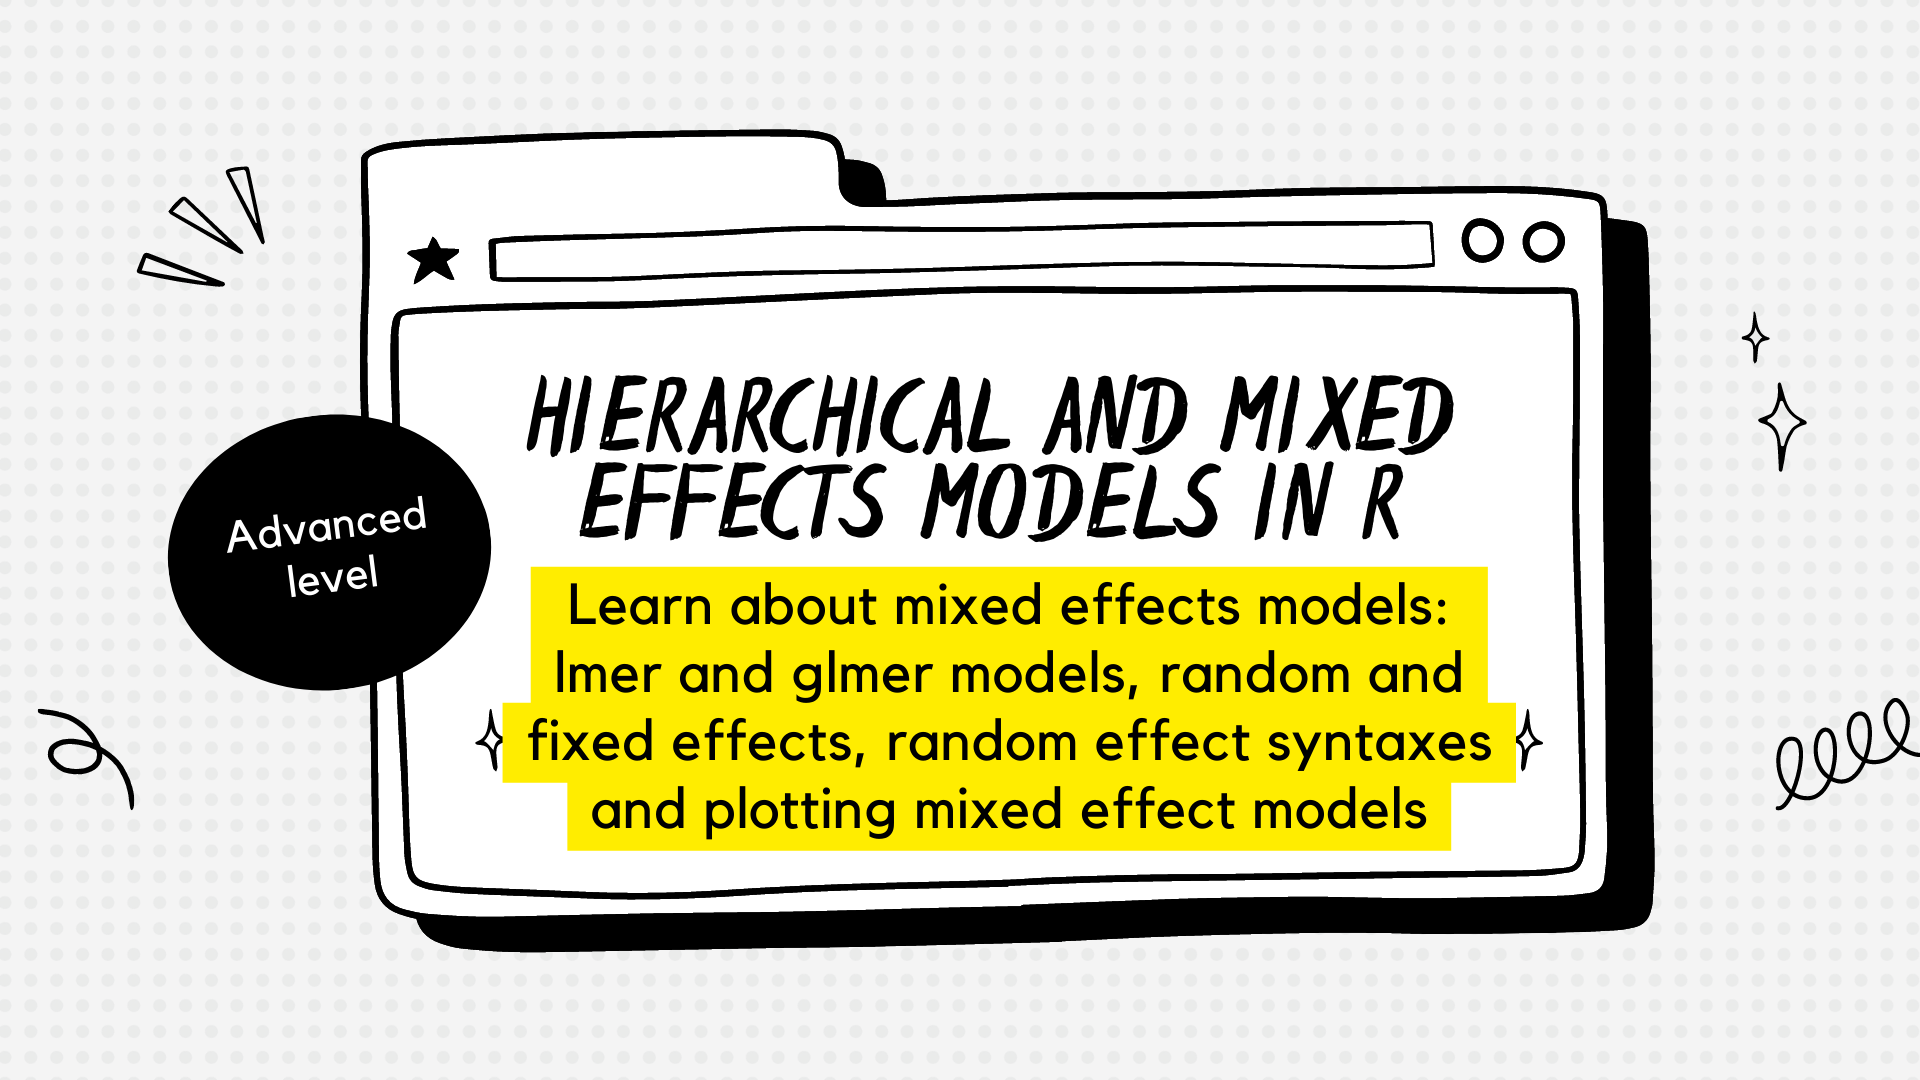 HIERARCHICAL AND MIXED
EFFECTS MODELS IN R
Advanced
level
Learn about mixed effects models:
lmer and glmer models, random and
fixed effects, random effect syntaxes
and plotting mixed effect models